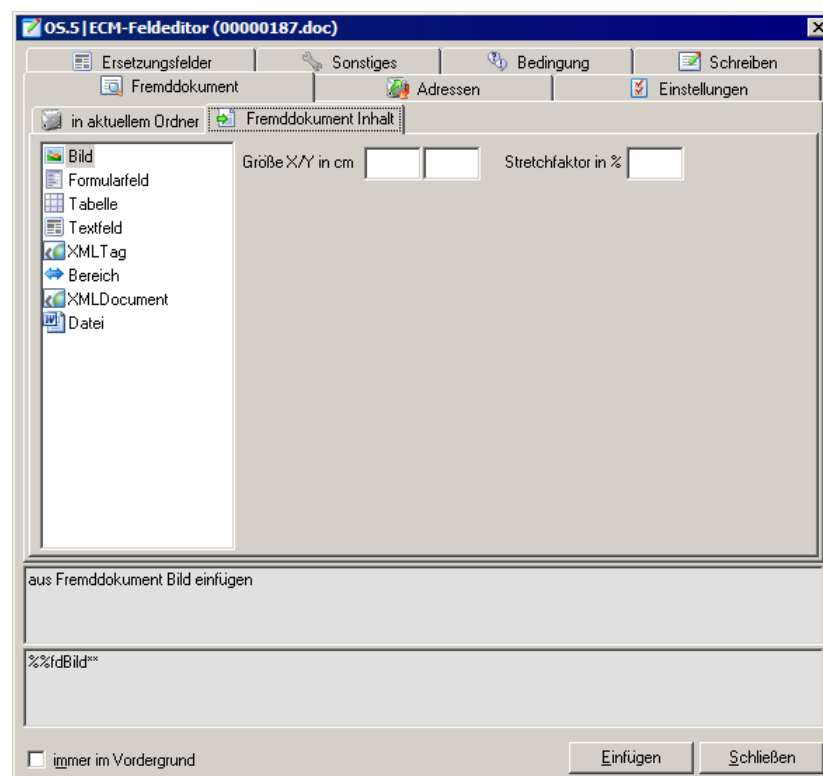 OS.5|ECM-Feldeditor (00000187.doc)
Ersetzungsfelder Sonstiges Bedingung Schreiben
Fremddokument Adressen Einstellungen
in aktuellem Ordner Fremddokument Inhalt
Bild
Formularfeld
Tabelle
Textfeld
XMLTag
Bereich
XMLDocument
Datei
Größe X/Y in cm Stretchfaktor in %
aus Fremddokument Bild einfügen
%%fdBild**
immer im Vordergrund Einfügen Schließen